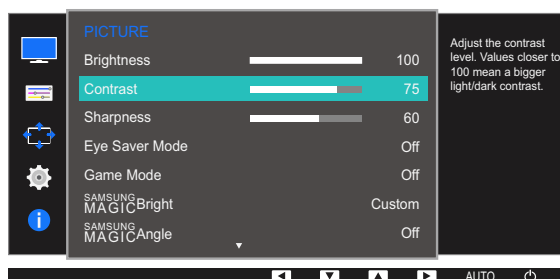 PICTURE
Brightness 100
Contrast 75
Sharpness 60
Eye Saver Mode Off
Game Mode Off
SAMSUNG MAGICBright Custom
SAMSUNG MAGICAngle Off
Adjust the contrast
level. Values closer to
100 mean a bigger
light/dark contrast.
AUTO